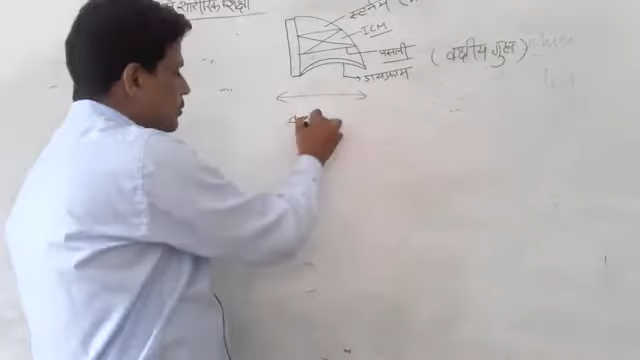 शारीरिक शिक्षा
स्टर्नम
ICM
पसली
(वक्षीय गुहा)
डायफ्राम